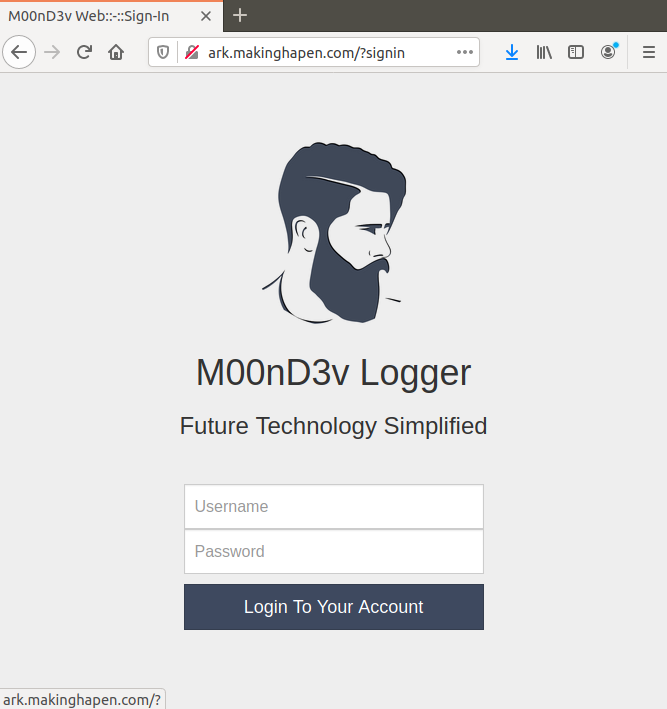 M00nD3v Web::-::Sign-In
ark.makinghapen.com/?signin
M00nD3v Logger
Future Technology Simplified
Username
Password
Login To Your Account
ark.makinghapen.com/?